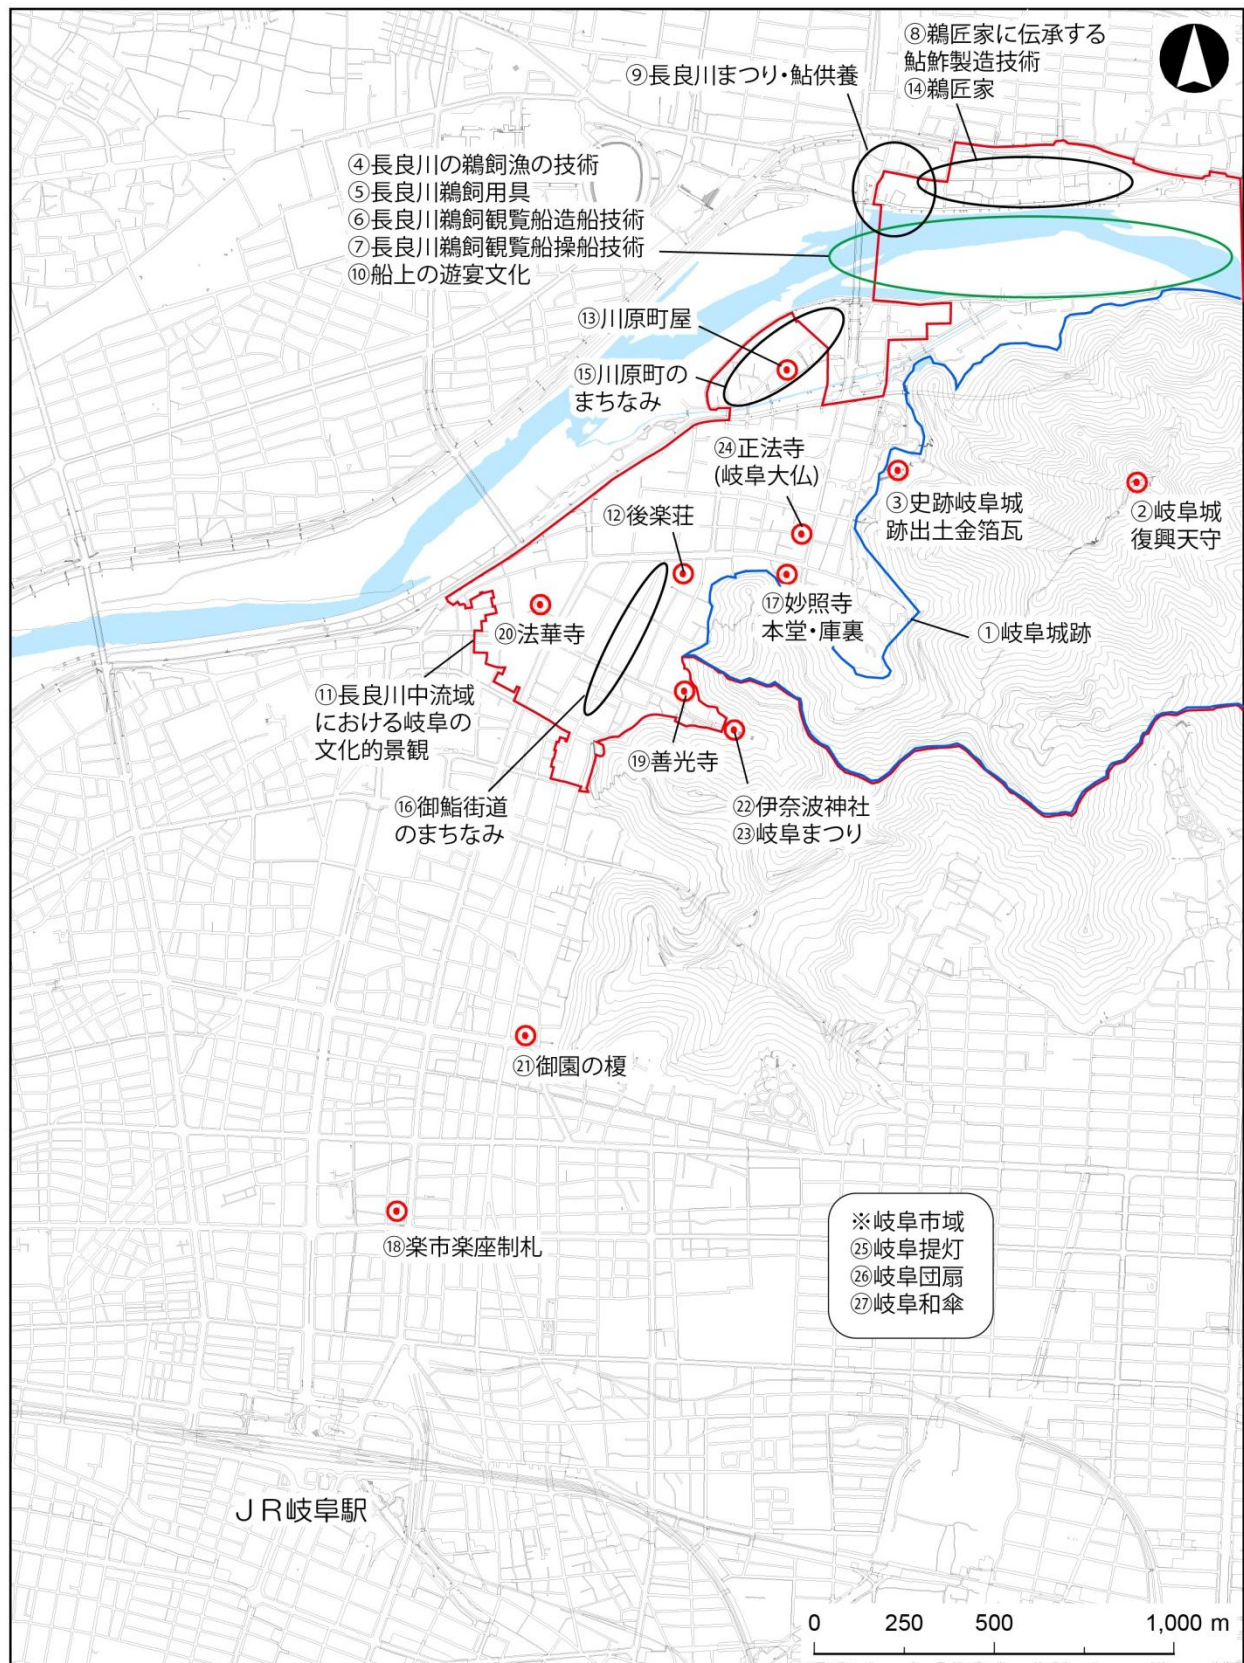 ⑧鵜匠家に伝承する
鮎鮓製造技術
⑭鵜匠家
⑨長良川まつり・鮎供養
④長良川の鵜飼漁の技術
⑤長良川鵜飼用具
⑥長良川鵜飼観覧船造船技術
⑦長良川鵜飼観覧船操船技術
⑩船上の遊宴文化
⑬川原町屋
⑮川原町の
まちなみ
㉔正法寺
(岐阜大仏)
⑫後楽荘
③史跡岐阜城
跡出土金箔瓦
②岐阜城
復興天守
⑰妙照寺
本堂・庫裏
①岐阜城跡
⑳法華寺
⑪長良川中流域
における岐阜の
文化的景観
⑲善光寺
⑯御鮨街道
のまちなみ
㉒伊奈波神社
㉓岐阜まつり
㉑御園の榎
⑱楽市楽座制札
※岐阜市域
㉕岐阜提灯
㉖岐阜団扇
㉗岐阜和傘
JR岐阜駅
0 250 500 1,000 m